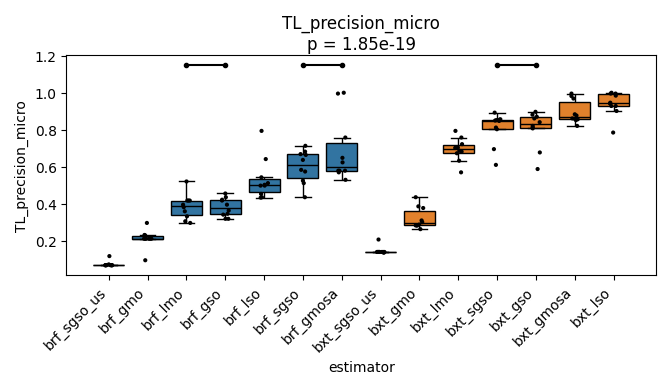 TL_precision_micro
p = 1.85e-19
TL_precision_micro
1.2
1.0
0.8
0.6
0.4
0.2
brf_sgso_us
brf_gmo
brf_lmo
brf_gso
brf_lso
brf_sgso
brf_gmosa
bxt_sgso_us
bxt_gmo
bxt_lmo
bxt_sgso
bxt_gso
bxt_gmosa
bxt_lso
estimator